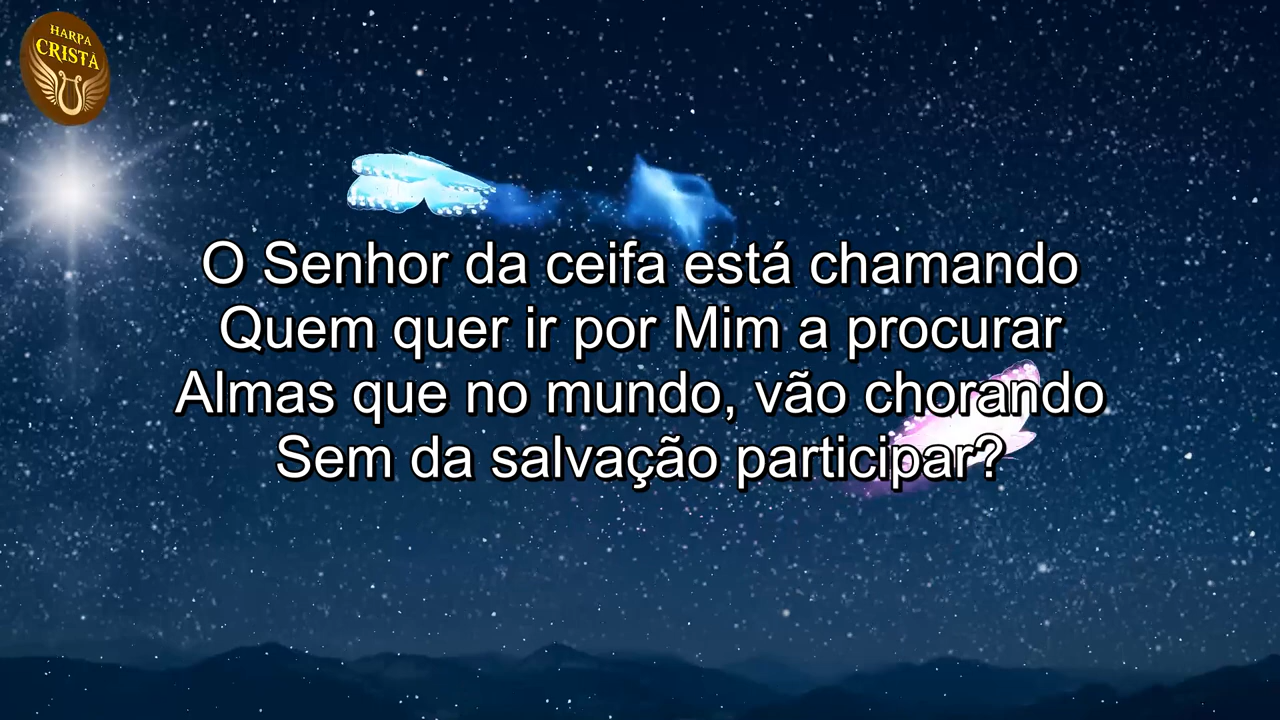 HARPA
CRISTÃ
O Senhor da ceifa está chamando
Quem quer ir por Mim a procurar
Almas que no mundo, vão chorando
Sem da salvação participar?